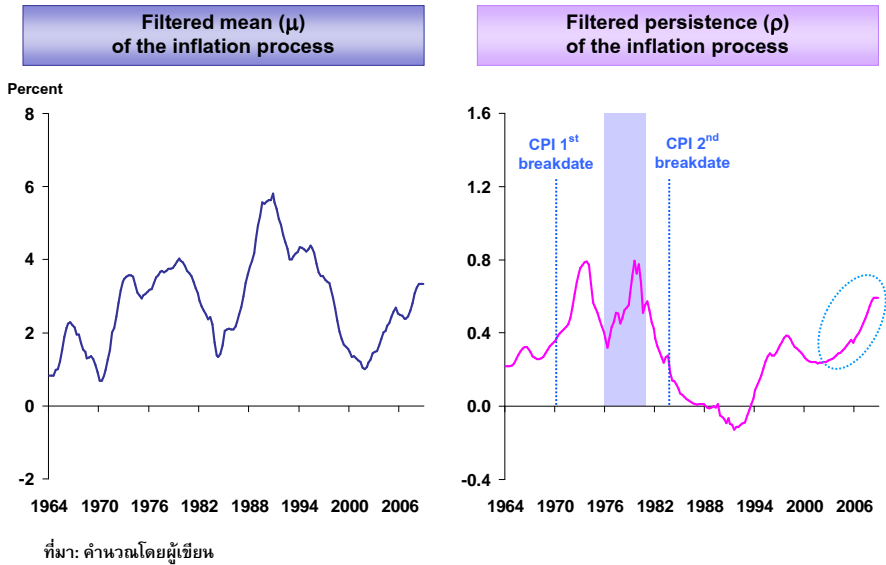 Filtered mean (μ)
of the inflation process
Percent
8
6
4
2
0
-2
1964 1970 1976 1982 1988 1994 2000 2006
Filtered persistence (ρ)
of the inflation process
1.6
1.2
0.8
0.4
0.0
-0.4
CPI 1st
breakdate
CPI 2nd
breakdate
1964 1970 1976 1982 1988 1994 2000 2006
ที่มา: คำนวณโดยผู้เขียน